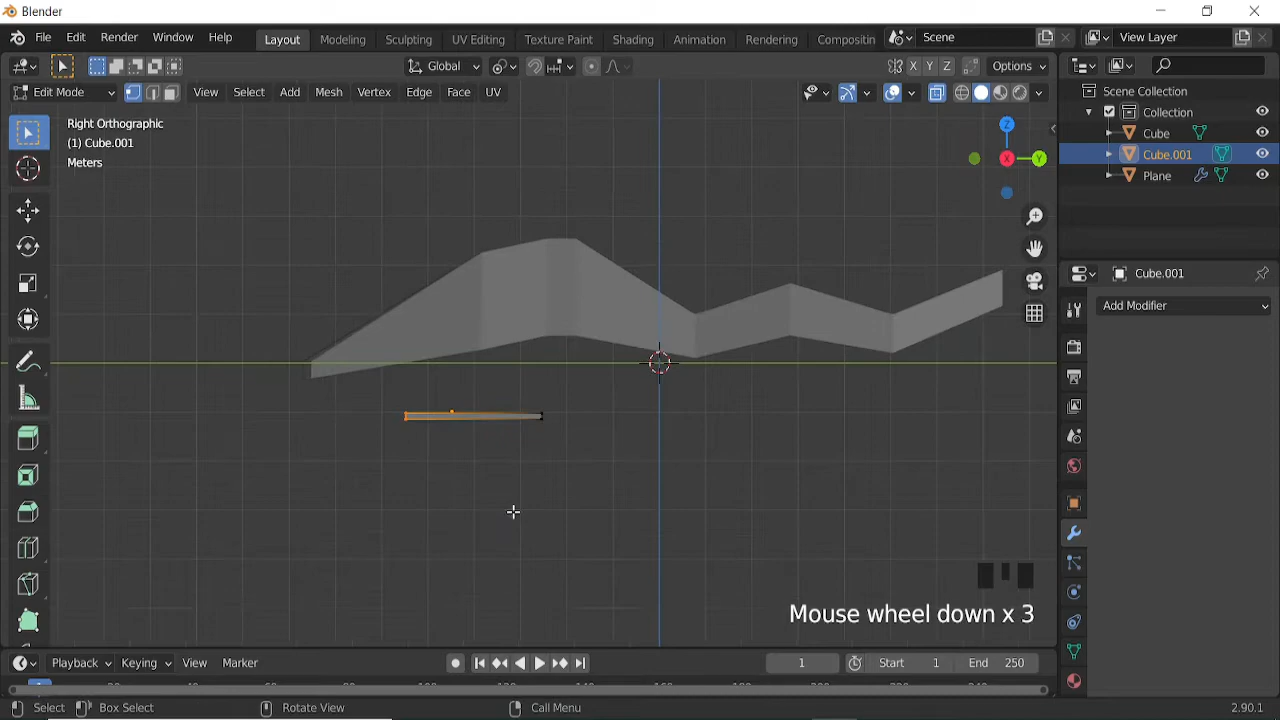 Blender
File Edit Render Window Help Layout Modeling Sculpting UV Editing Texture Paint Shading Animation Rendering Compositin Scene View Layer
Global X Y Z Options
Edit Mode View Select Add Mesh Vertex Edge Face UV
Scene Collection
Collection
Cube
Cube.001
Plane
Right Orthographic
(1) Cube.001
Meters
Z
X
Y
Cube.001
Add Modifier
Mouse wheel down x 3
Playback Keying View Marker 1 Start 1 End 250
Select Box Select Rotate View Call Menu 2.90.1